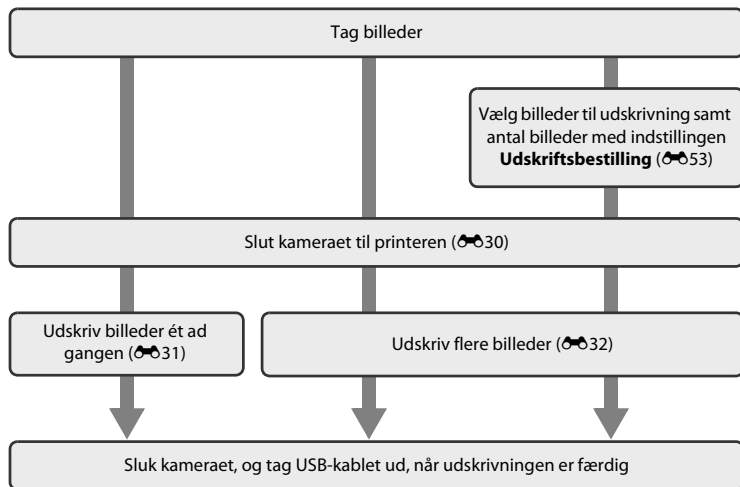 Tag billeder
Vælg billeder til udskrivning samt
antal billeder med indstillingen
Udskriftsbestilling (53)
Slut kameraet til printeren (30)
Udskriv billeder ét ad
gangen (31)
Udskriv flere billeder (32)
Sluk kameraet, og tag USB-kablet ud, når udskrivningen er færdig